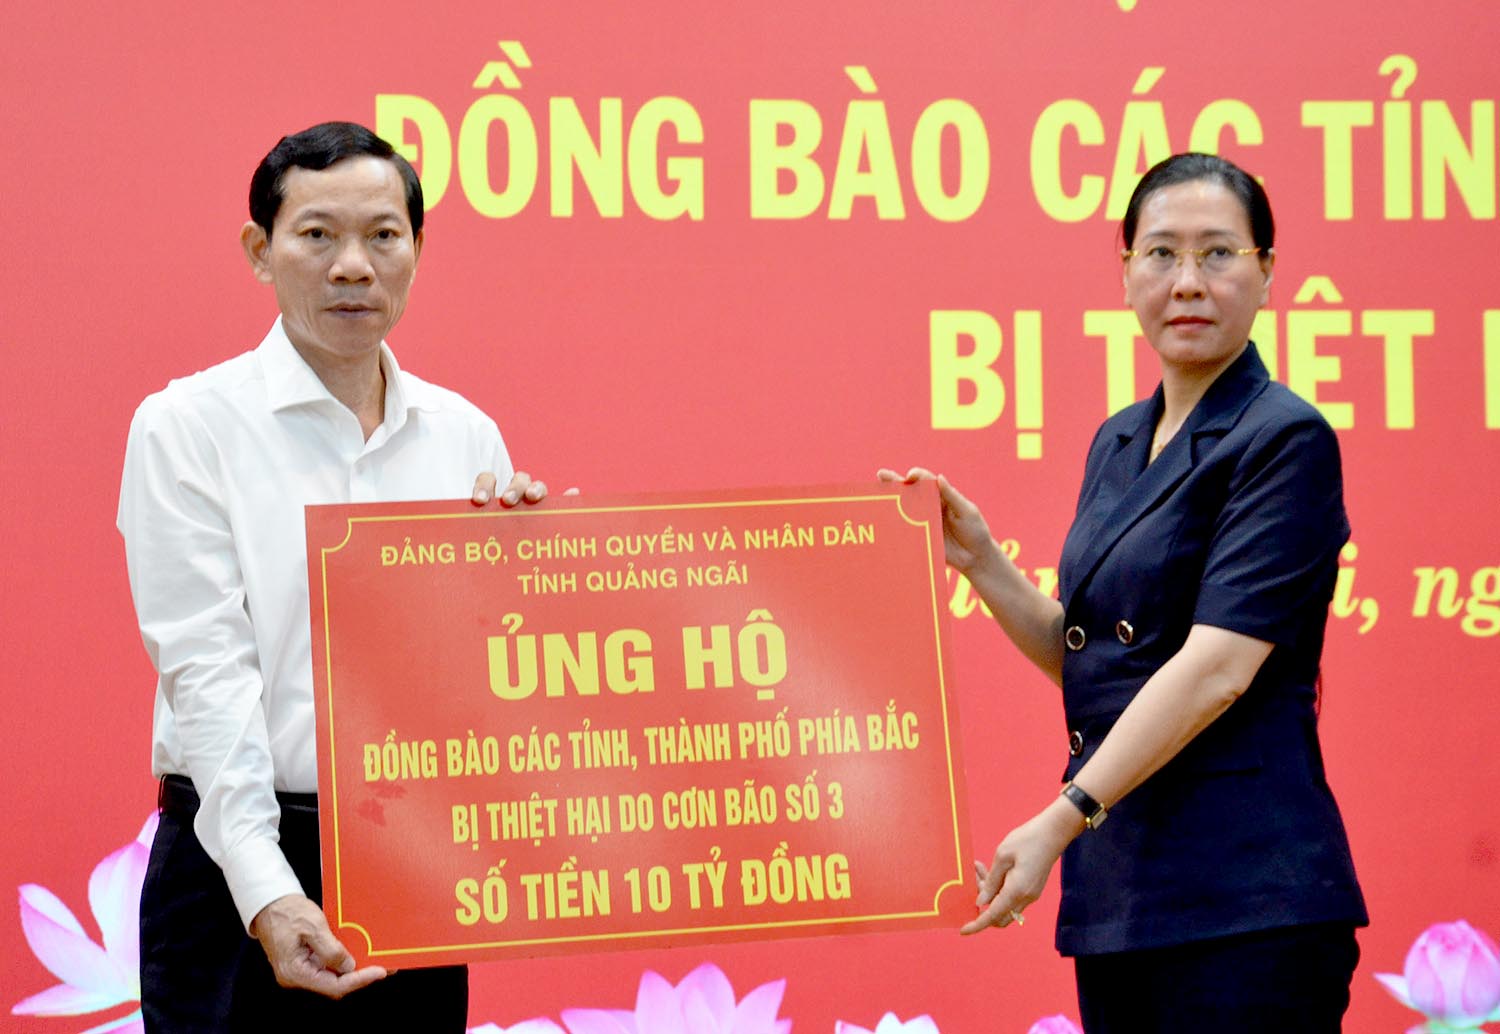 ĐỒNG BÀO CÁC TỈN
BỊ T ỆT
i, ng
ĐẢNG BỘ, CHÍNH QUYỀN VÀ NHÂN DÂN
TỈNH QUẢNG NGÃI
ỦNG HỘ
ĐỒNG BÀO CÁC TỈNH, THÀNH PHỐ PHÍA BẮC
BỊ THIỆT HẠI DO CƠN BÃO SỐ 3
SỐ TIỀN 10 TỶ ĐỒNG